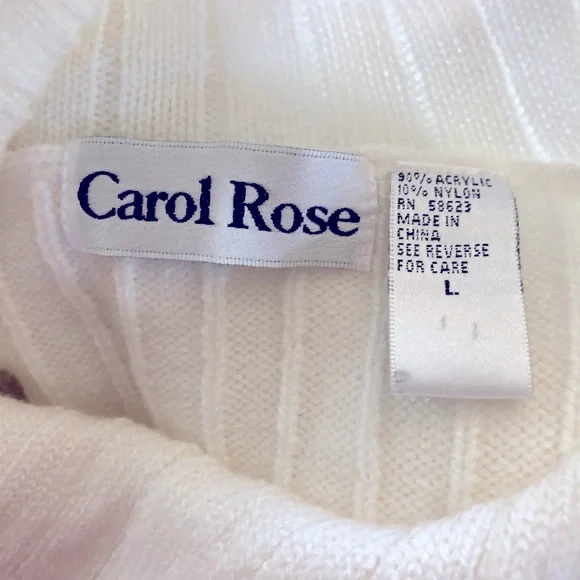 Carol Rose
90% ACRYLIC
10% NYLON
RN 58623
MADE IN
CHINA
SEE REVERSE
FOR CARE
L.